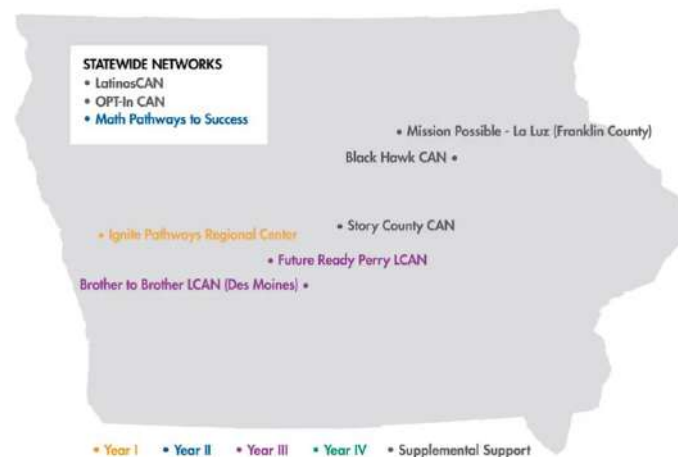 STATEWIDE NETWORKS
• LatinosCAN
• OPT-In CAN
• Math Pathways to Success
• Mission Possible - La Luz (Franklin County)
Black Hawk CAN •
• Story County CAN
• Ignite Pathways Regional Center
• Future Ready Perry LCAN
Brother to Brother LCAN (Des Moines) •
• Year I • Year II • Year III • Year IV • Supplemental Support